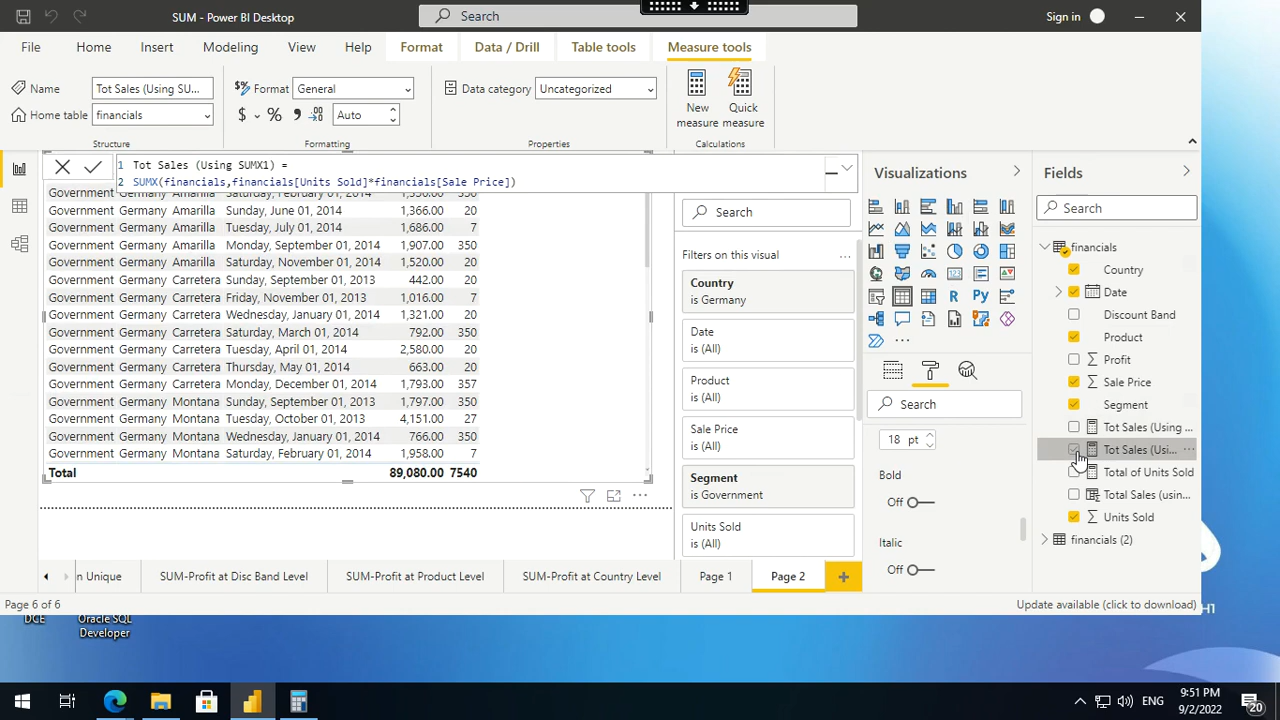 SUM - Power BI Desktop
Search
Sign in
File
Home
Insert
Modeling
View
Help
Format
Data / Drill
Table tools
Measure tools
Name
Tot Sales (Using SU...
Home table
financials
Structure
Format
General
$
%
Auto
Formatting
Data category
Uncategorized
Properties
New measure
Quick measure
Calculations
1 Tot Sales (Using SUMX1) =
2 SUMX(financials,financials[Units Sold]*financials[Sale Price])
Government Germany Amarilla Sunday, June 01, 2014 1,366.00 20
Government Germany Amarilla Tuesday, July 01, 2014 1,686.00 7
Government Germany Amarilla Monday, September 01, 2014 1,907.00 350
Government Germany Amarilla Saturday, November 01, 2014 1,520.00 20
Government Germany Carretera Sunday, September 01, 2013 442.00 20
Government Germany Carretera Friday, November 01, 2013 1,016.00 7
Government Germany Carretera Wednesday, January 01, 2014 1,321.00 20
Government Germany Carretera Saturday, March 01, 2014 792.00 350
Government Germany Carretera Tuesday, April 01, 2014 2,580.00 20
Government Germany Carretera Thursday, May 01, 2014 663.00 20
Government Germany Carretera Monday, December 01, 2014 1,793.00 357
Government Germany Montana Sunday, September 01, 2013 1,797.00 350
Government Germany Montana Tuesday, October 01, 2013 4,151.00 27
Government Germany Montana Wednesday, January 01, 2014 766.00 350
Government Germany Montana Saturday, February 01, 2014 1,958.00 7
Total 89,080.00 7540
Search
Filters on this visual
...
Country
is Germany
Date
is (All)
Product
is (All)
Sale Price
is (All)
Segment
is Government
Units Sold
is (All)
Visualizations
R
Py
...
Search
18 pt
Bold
Off
Italic
Off
Fields
Search
financials
Country
Date
Discount Band
Product
Profit
Sale Price
Segment
Tot Sales (Using ...
Tot Sales (Usi...
Total of Units Sold
Total Sales (usin...
Units Sold
financials (2)
n Unique
SUM-Profit at Disc Band Level
SUM-Profit at Product Level
SUM-Profit at Country Level
Page 1
Page 2
Page 6 of 6
Update available (click to download)
DCE
Oracle SQL
Developer
ENG
9:51 PM
9/2/2022
20